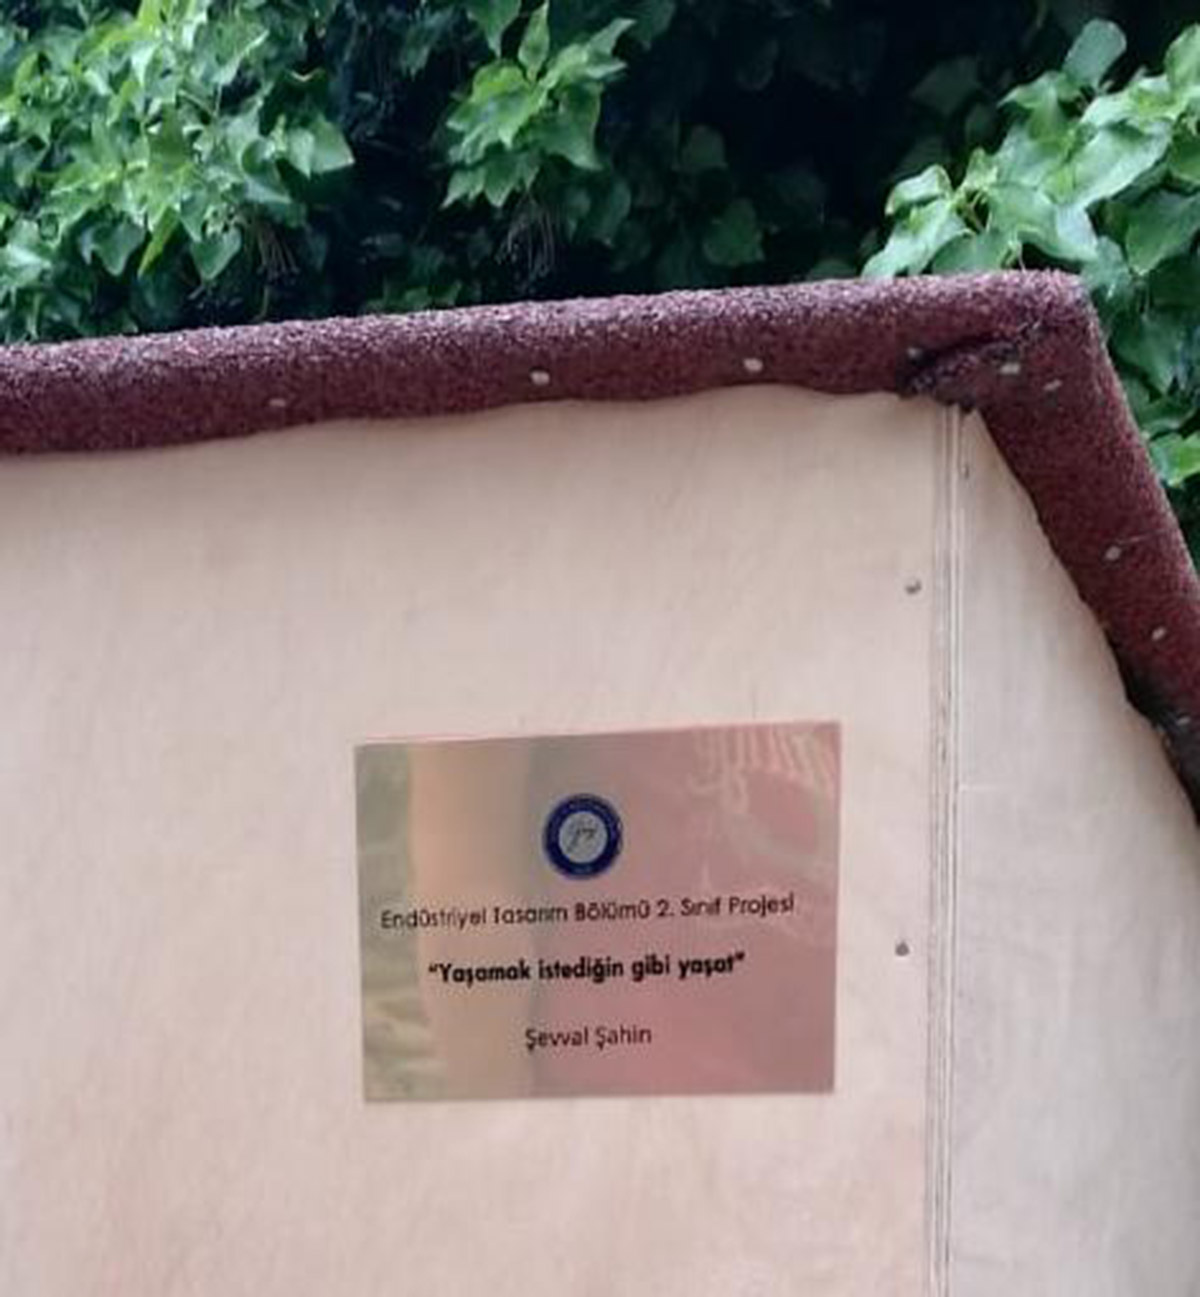 Endüstriyel Tasarım Bölümü 2. Sınıf Projesi
"Yaşamak istediğin gibi yaşat"
Şevval Şahin